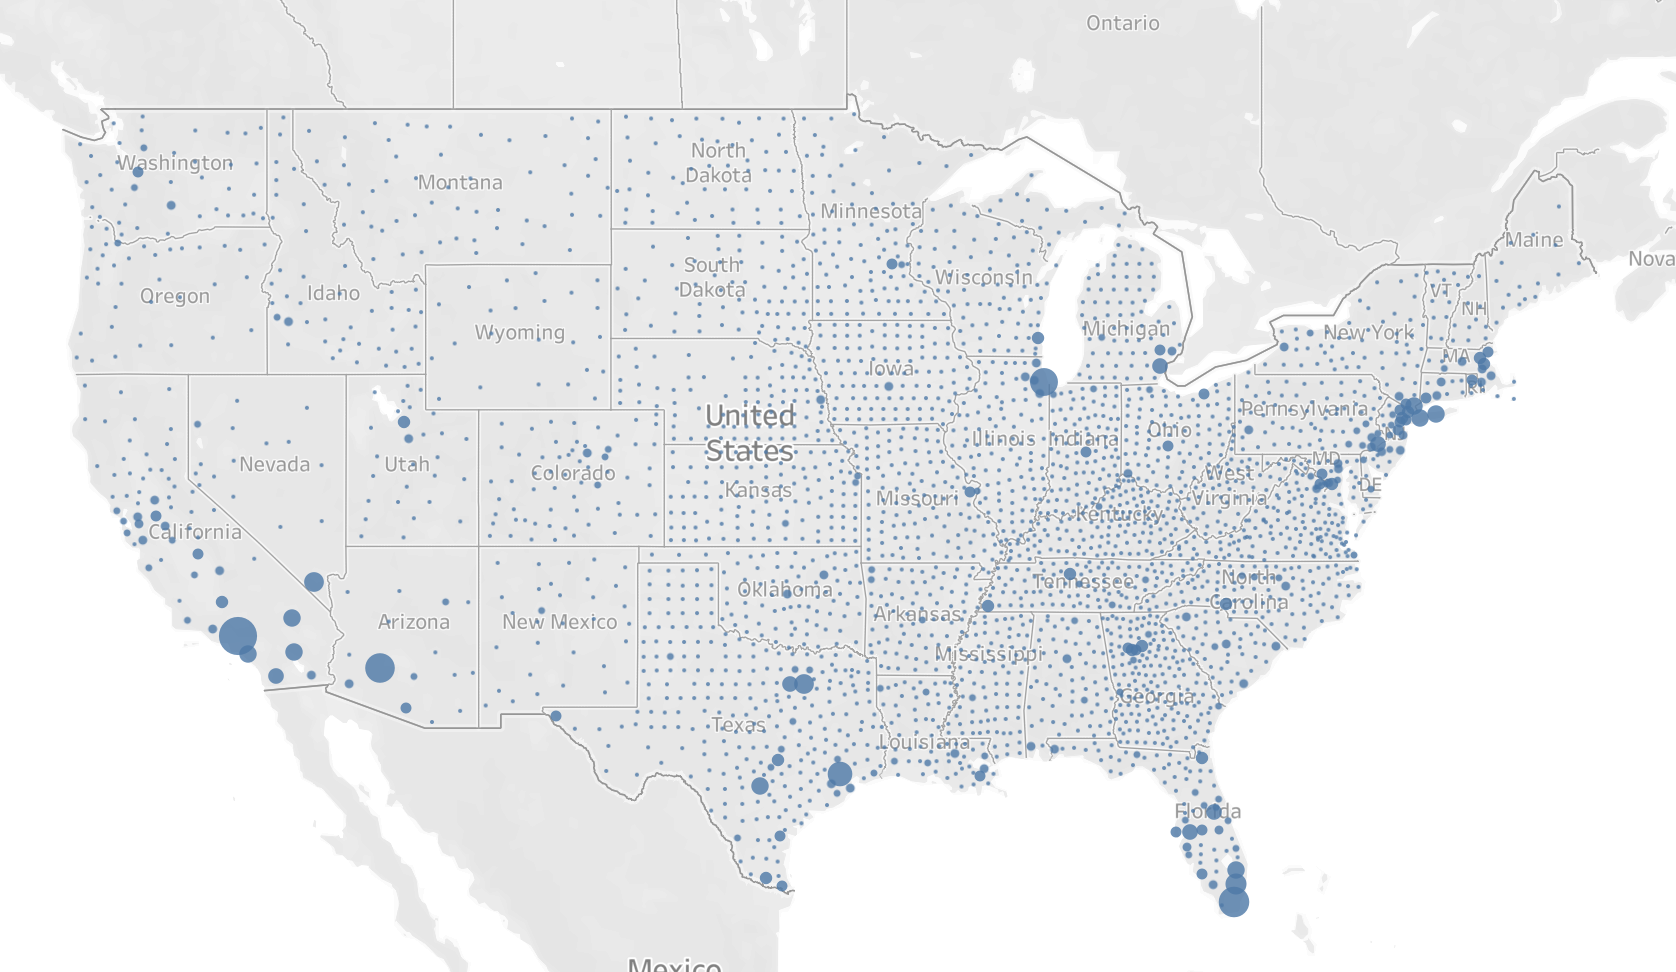 Ontario
Washington
Montana
North
Dakota
Minnesota
Maine
Nova
South
Dakota
Wisconsin
Oregon
Idaho
VT
NH
Wyoming
Michigan
New York
MA
Iowa
RI
United
States
Pennsylvania
NJ
Illinois
Indiana
Ohio
Nevada
Utah
Colorado
Kansas
Missouri
West
Virginia
MD
DE
Kentucky
California
Oklahoma
Tennessee
North
Carolina
Arizona
New Mexico
Arkansas
Mississippi
Georgia
Texas
Louisiana
Florida
Mexico